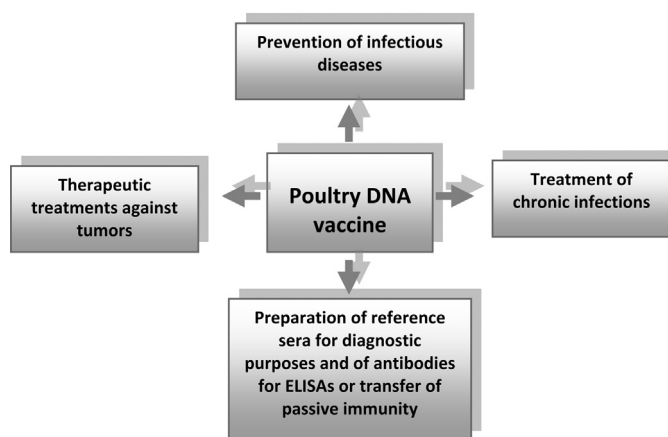 Prevention of infectious
diseases
Therapeutic
treatments against
tumors
Poultry DNA
vaccine
Treatment of
chronic infections
Preparation of reference
sera for diagnostic
purposes and of antibodies
for ELISAs or transfer of
passive immunity